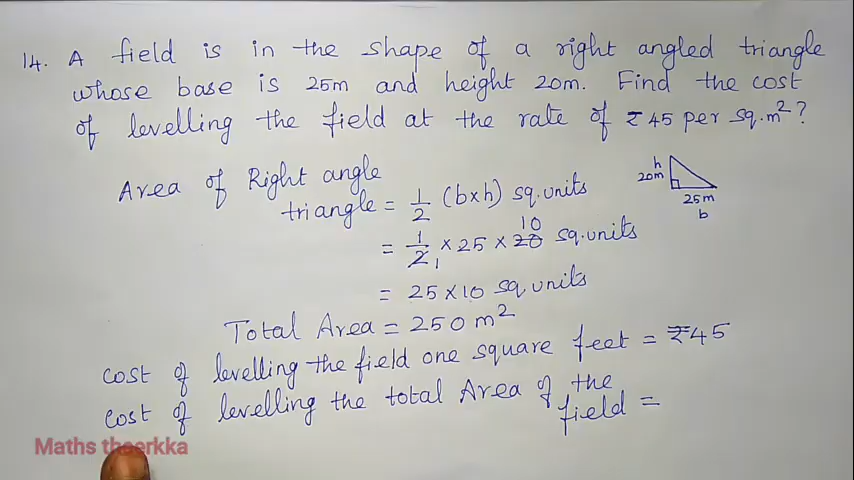 14. A field is in the shape of a right angled triangle
whose base is 25m and height 20m. Find the cost
of levelling the field at the rate of ₹45 per sq.m²?
Area of Right angle
triangle = 1/2 (b×h) sq.units
= 1/2 1 × 25 × 20 10 sq.units
= 25×10 sq.units
Total Area = 250m²
cost of levelling the field one square feet = ₹45
cost of levelling the total Area of the
field =
h
20m
25m
b
Maths theerkka